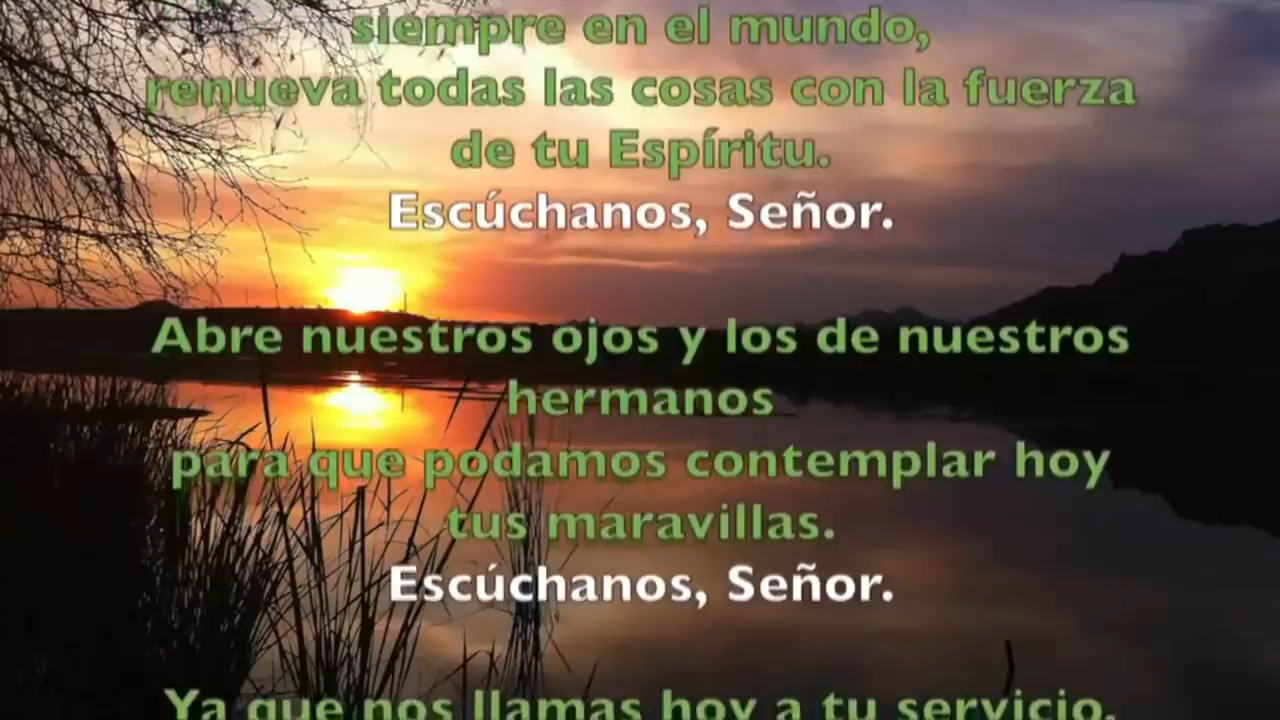 siempre en el mundo,
renueva todas las cosas con la fuerza
de tu Espíritu.
Escúchanos, Señor.
Abre nuestros ojos y los de nuestros
hermanos
para que podamos contemplar hoy
tus maravillas.
Escúchanos, Señor.
Ya que nos llamas hoy a tu servicio,